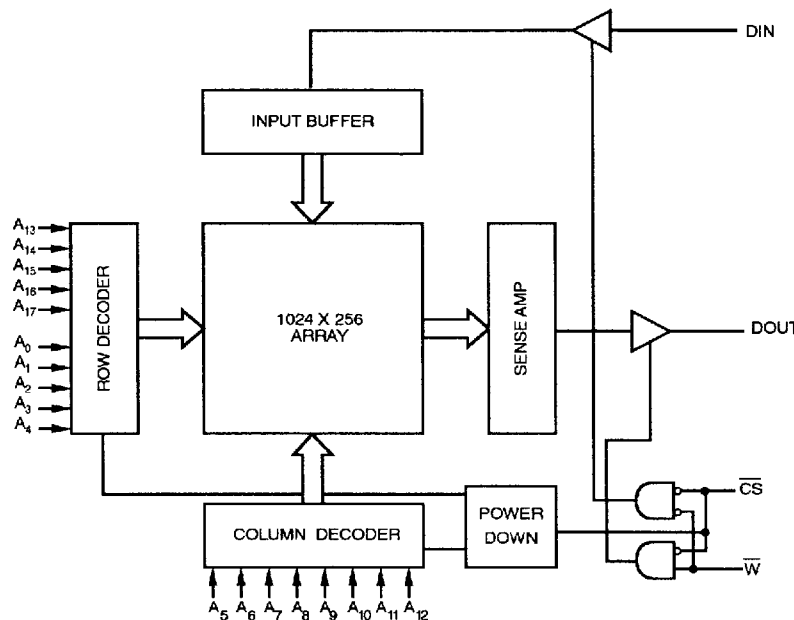 DIN
INPUT BUFFER
A13
A14
A15
A16
A17
A0
A1
A2
A3
A4
ROW DECODER
1024 X 256
ARRAY
SENSE AMP
DOUT
COLUMN DECODER
POWER
DOWN
C̅S̅
W̅
A5 A6 A7 A8 A9 A10 A11 A12